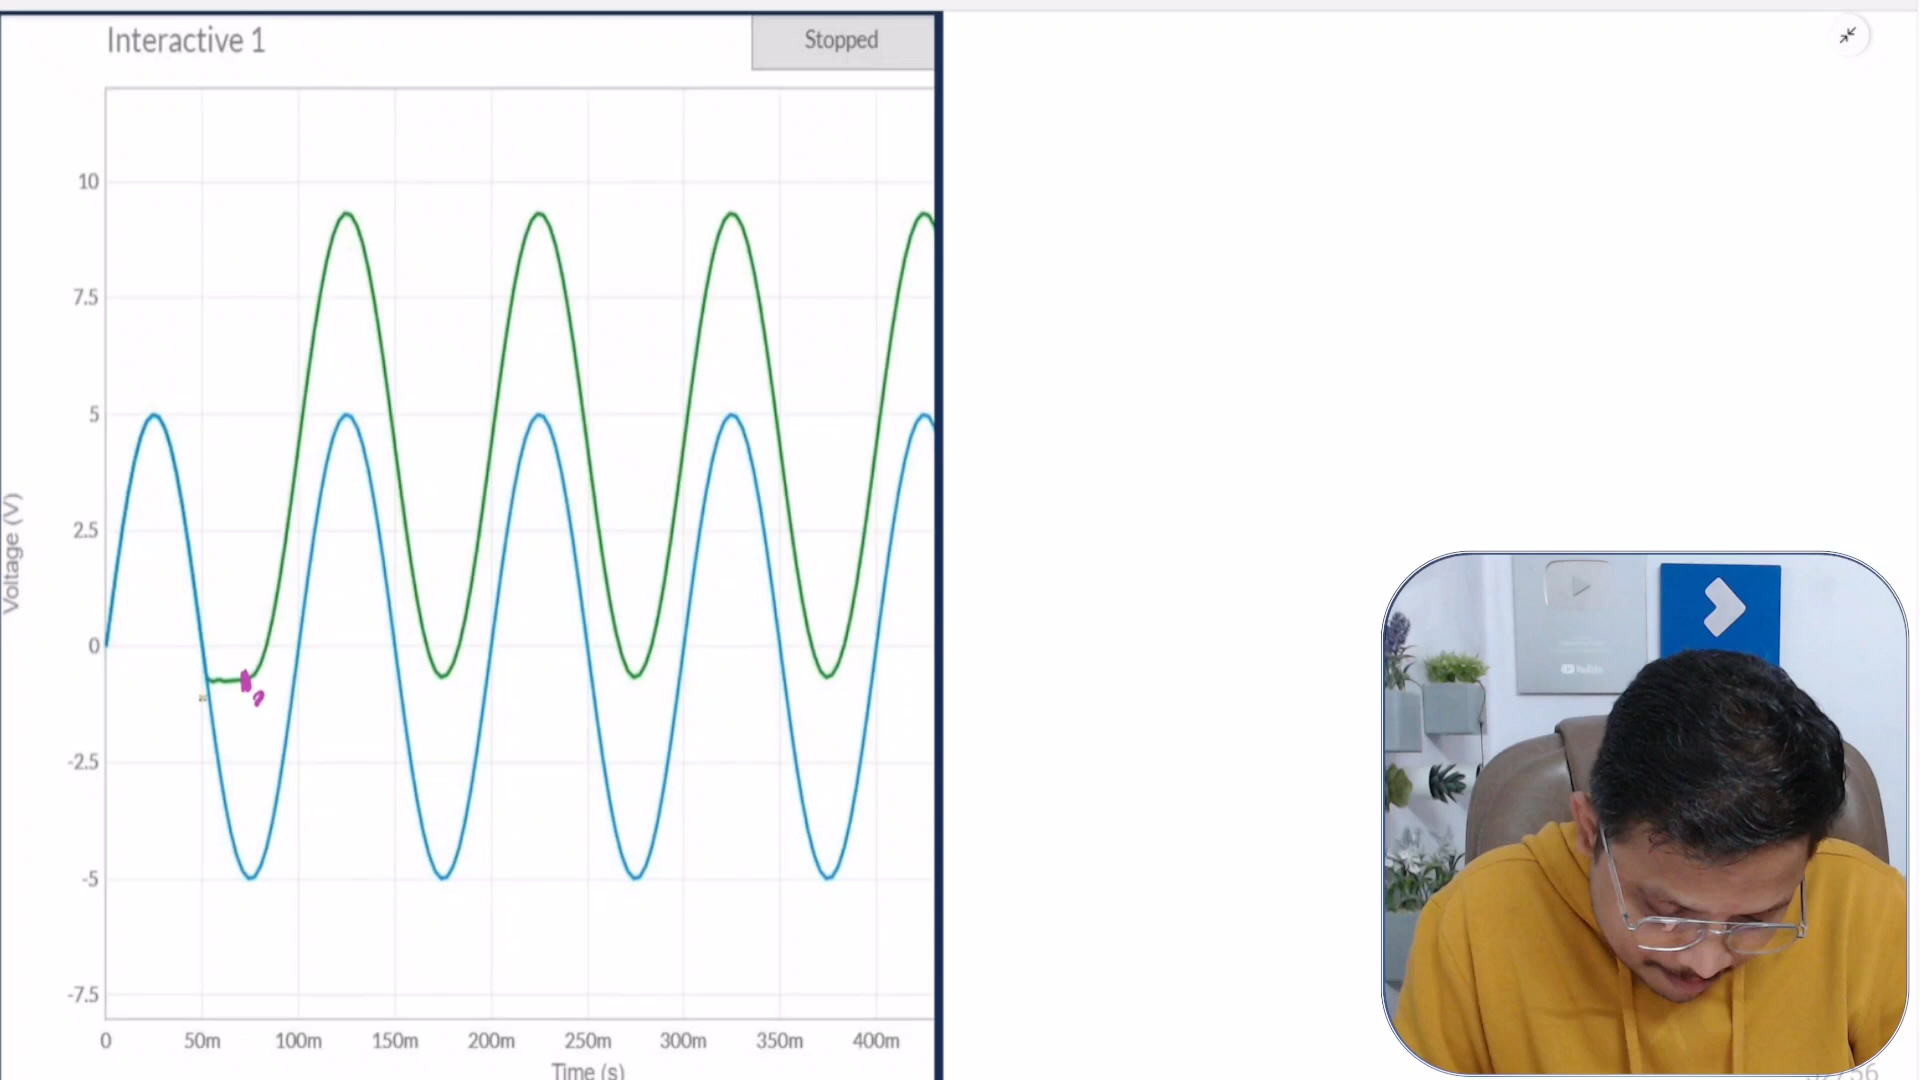 Interactive 1
Stopped
10
7.5
5
2.5
0
-2.5
-5
-7.5
Voltage (V)
0 50m 100m 150m 200m 250m 300m 350m 400m
Time (s)
YouTube